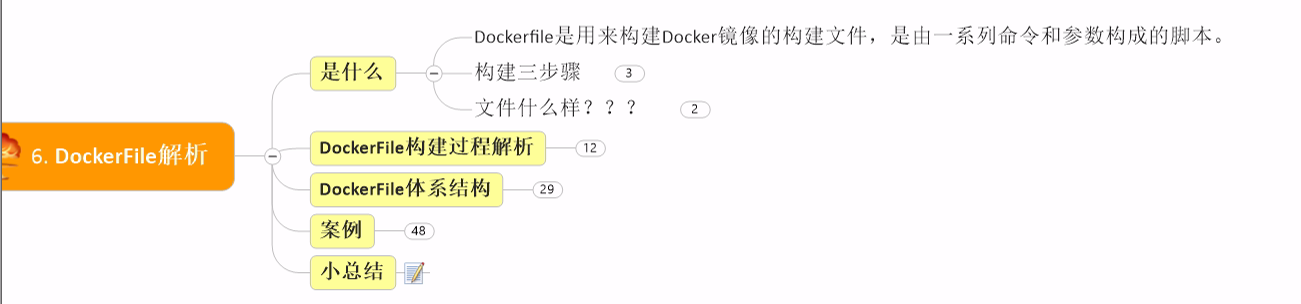 Dockerfile是用来构建Docker镜像的构建文件，是由一系列命令和参数构成的脚本。
是什么
构建三步骤 3
文件什么样？？？ 2
6. DockerFile解析
DockerFile构建过程解析 12
DockerFile体系结构 29
案例 48
小总结